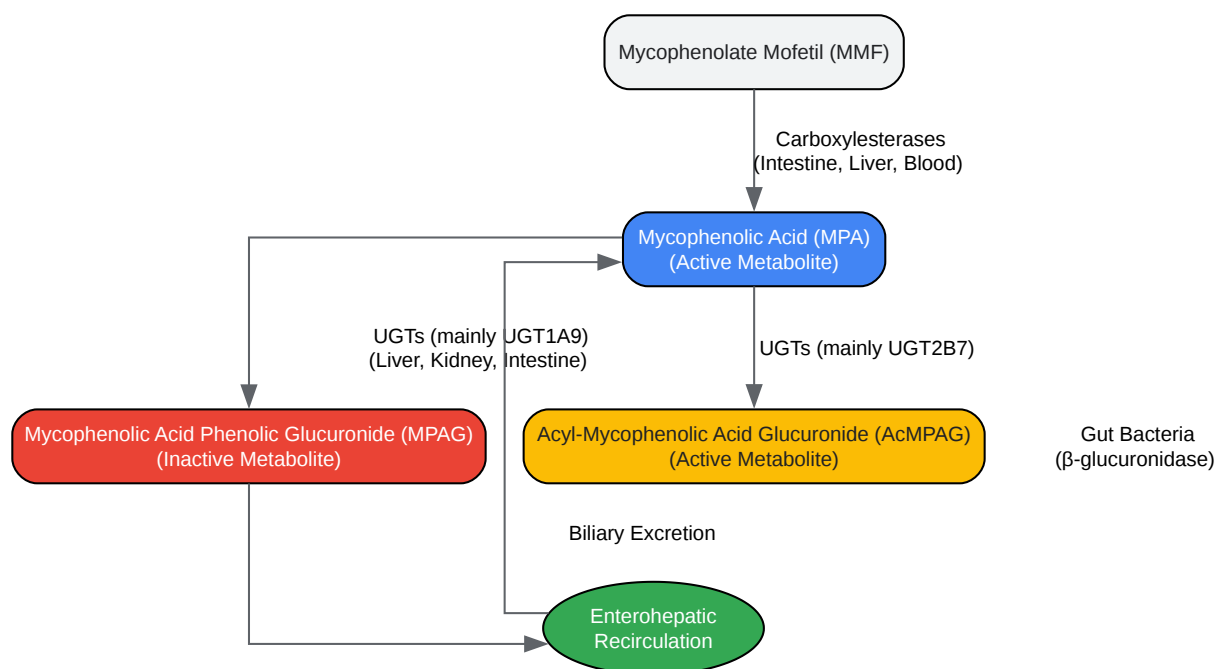 Mycophenolate Mofetil (MMF)
Carboxylesterases
(Intestine, Liver, Blood)
Mycophenolic Acid (MPA)
(Active Metabolite)
UGTs (mainly UGT1A9)
(Liver, Kidney, Intestine)
UGTs (mainly UGT2B7)
Mycophenolic Acid Phenolic Glucuronide (MPAG)
(Inactive Metabolite)
Acyl-Mycophenolic Acid Glucuronide (AcMPAG)
(Active Metabolite)
Gut Bacteria
(β-glucuronidase)
Biliary Excretion
Enterohepatic
Recirculation